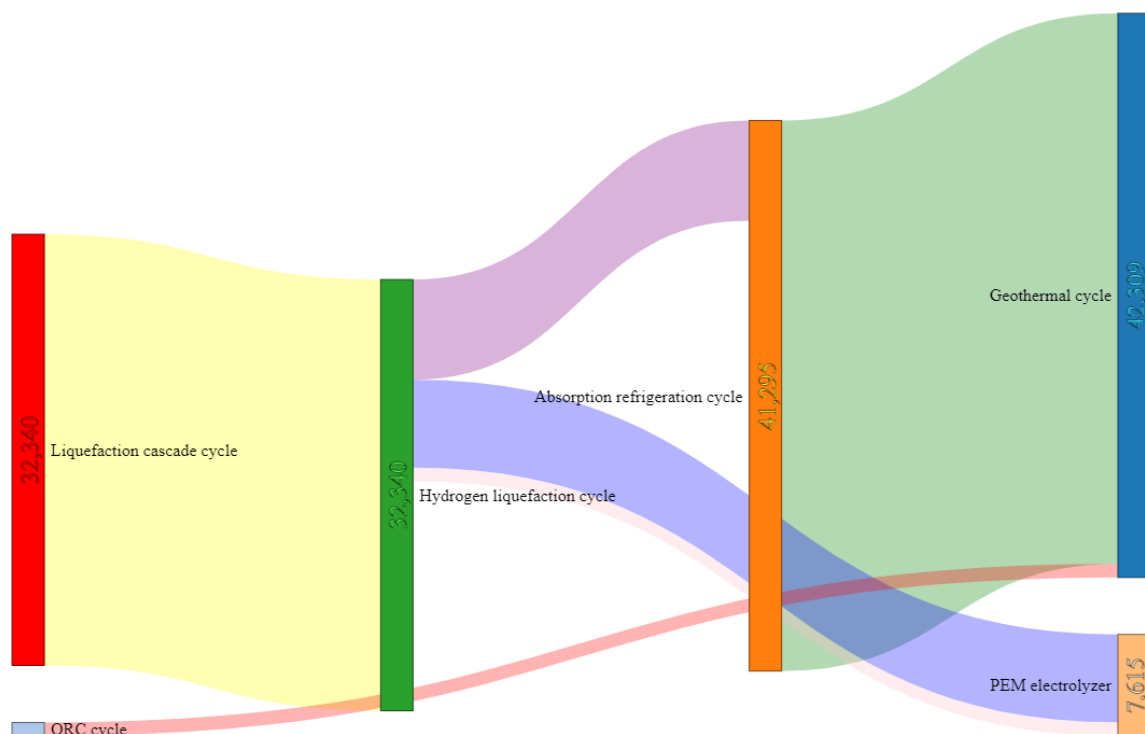 Liquefaction cascade cycle
32,340
ORC cycle
Hydrogen liquefaction cycle
32,340
Absorption refrigeration cycle
41,295
Geothermal cycle
42,309
PEM electrolyzer
7,615